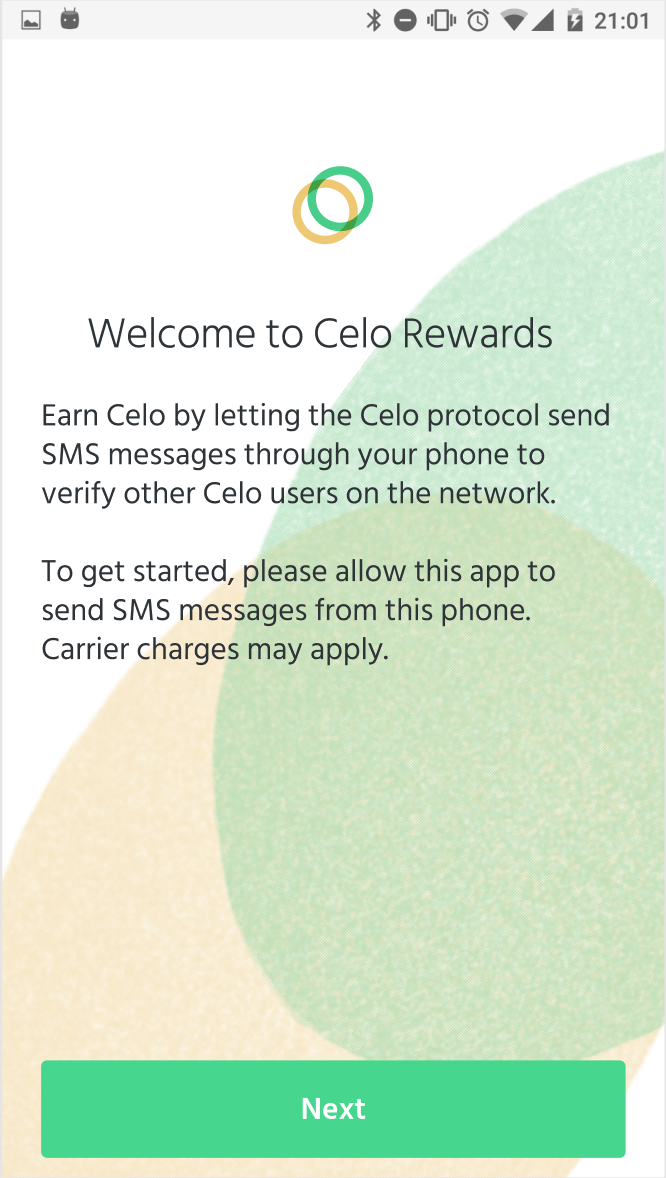 21:01
Welcome to Celo Rewards
Earn Celo by letting the Celo protocol send
SMS messages through your phone to
verify other Celo users on the network.
To get started, please allow this app to
send SMS messages from this phone.
Carrier charges may apply.
Next